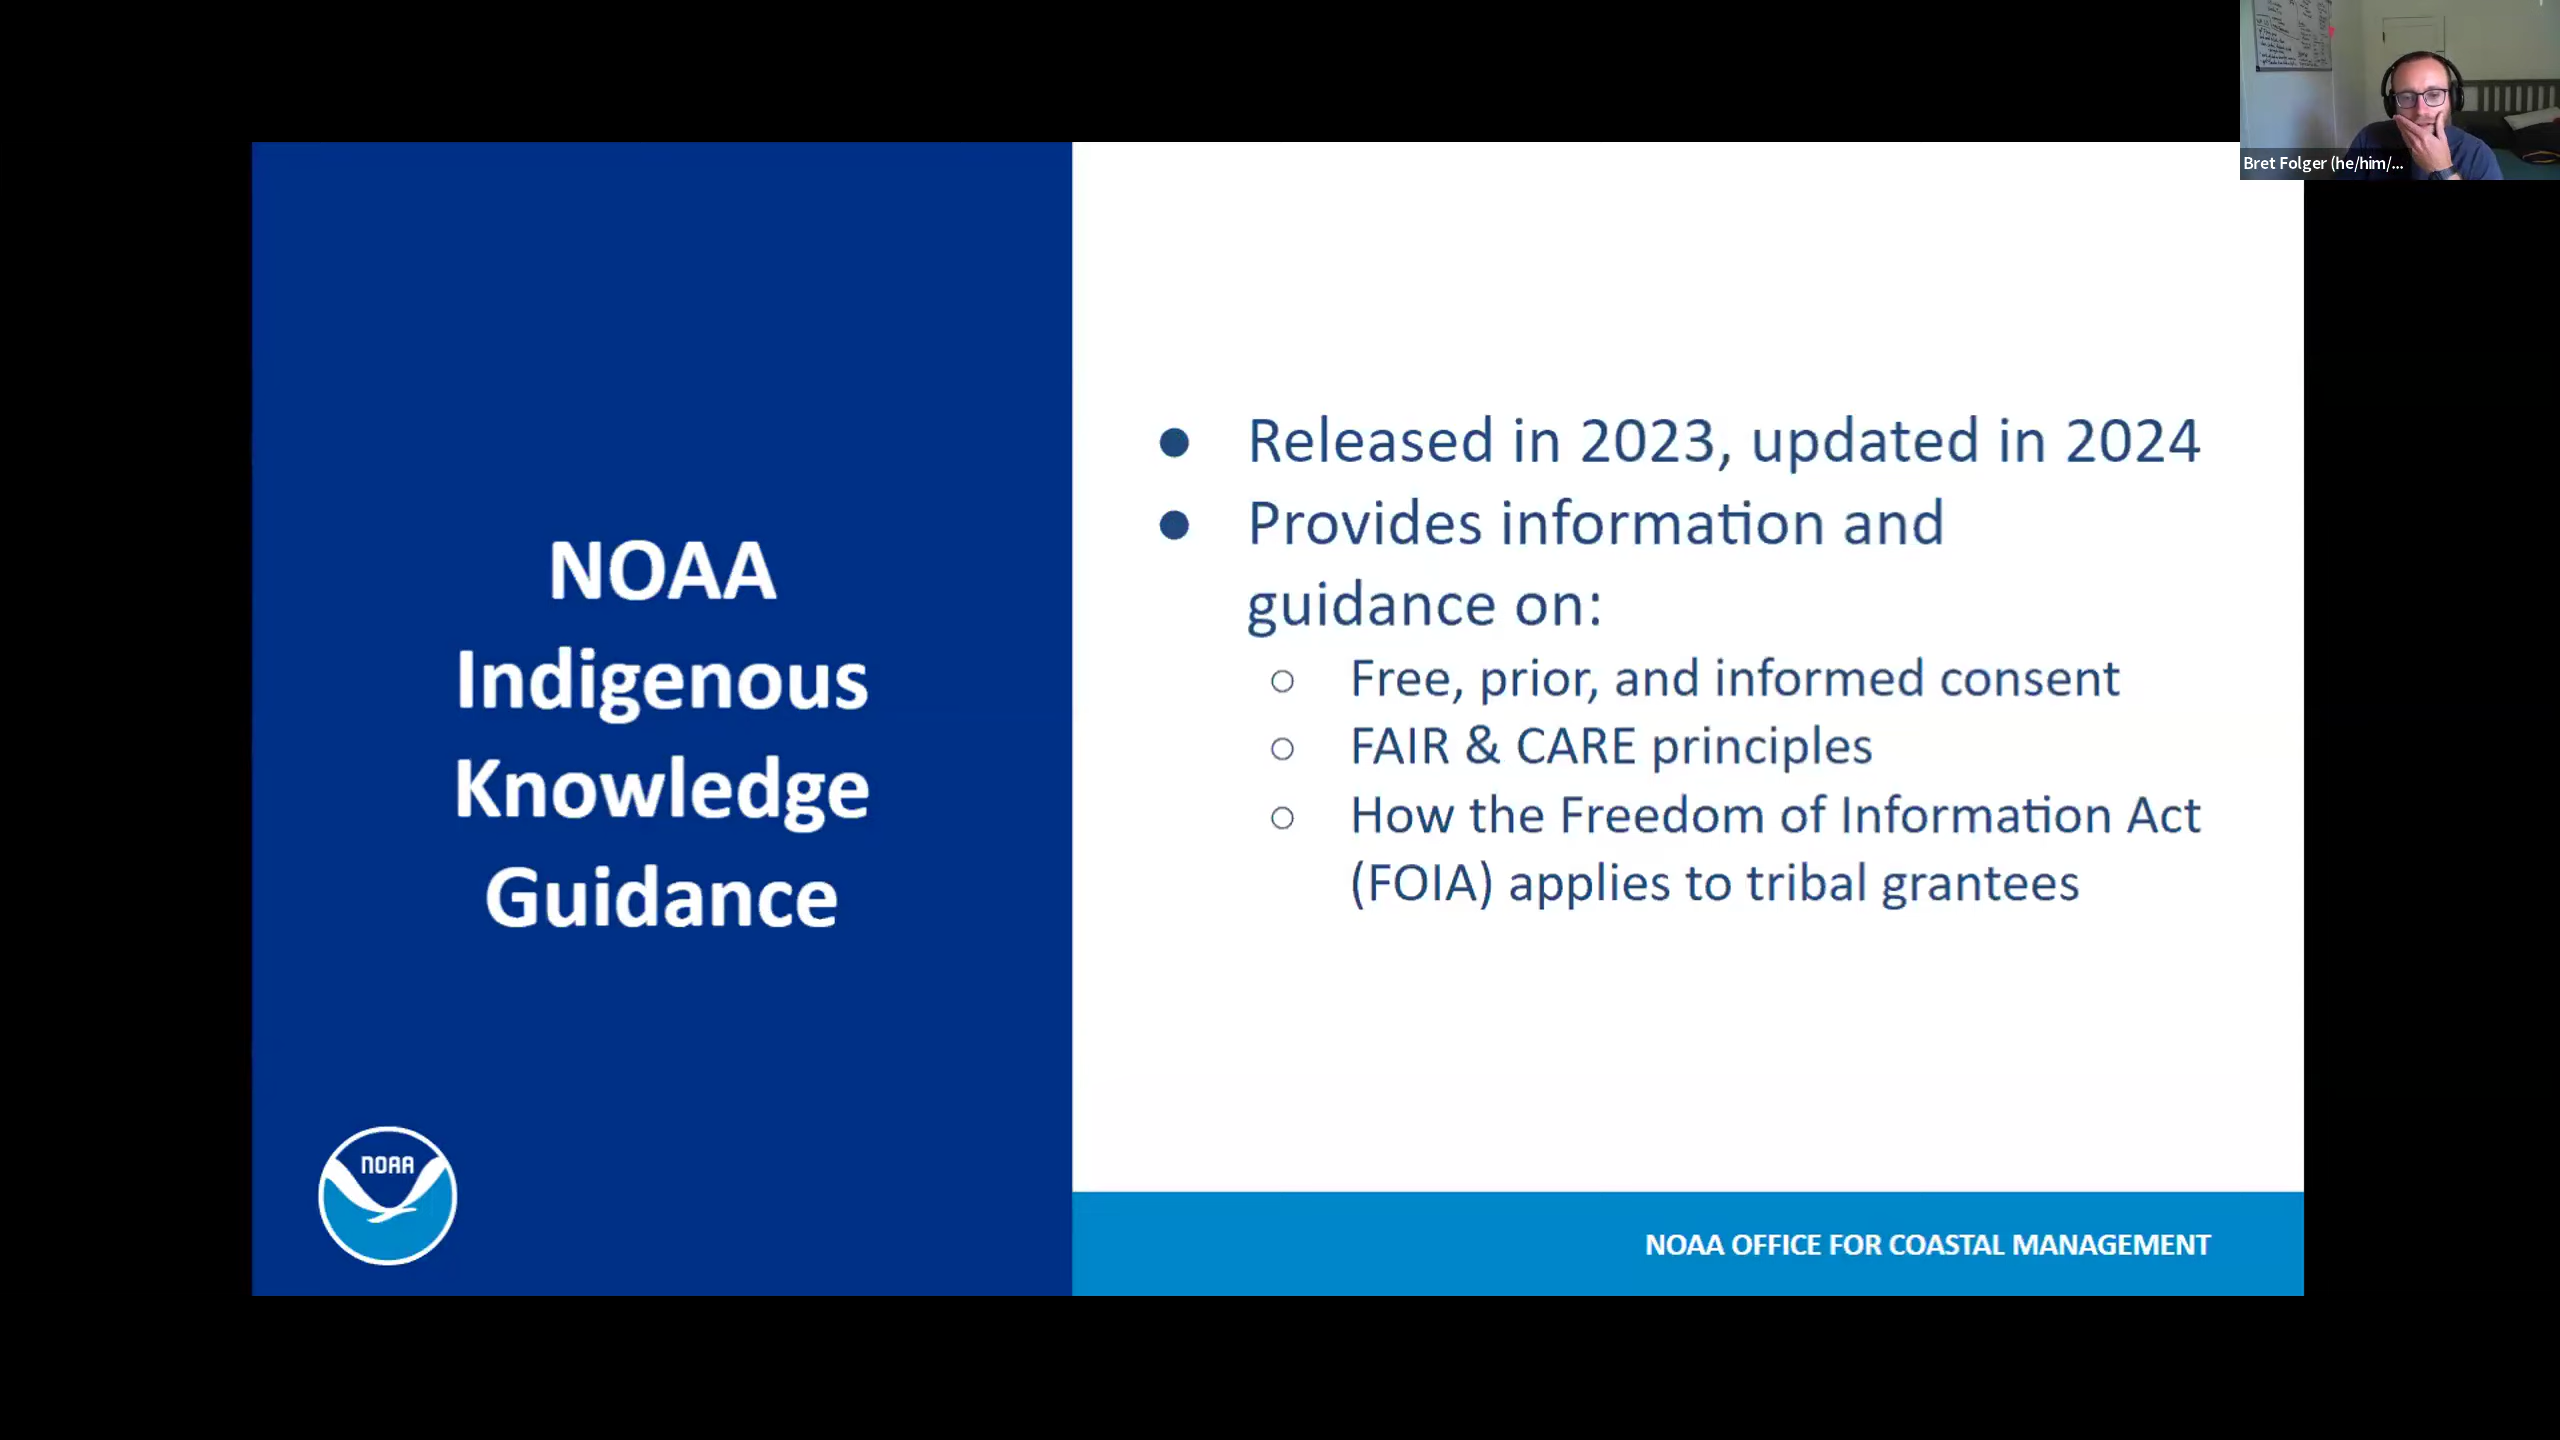 Bret Folger (he/him/...
NOAA
Indigenous
Knowledge
Guidance
● Released in 2023, updated in 2024
● Provides information and
guidance on:
○ Free, prior, and informed consent
○ FAIR & CARE principles
○ How the Freedom of Information Act
(FOIA) applies to tribal grantees
NOAA
NOAA OFFICE FOR COASTAL MANAGEMENT